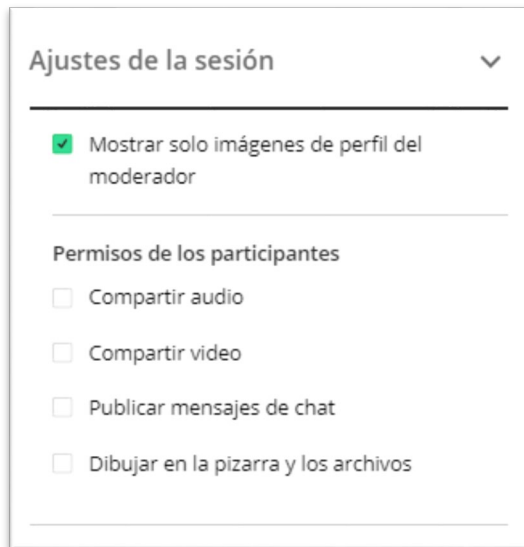 Ajustes de la sesión
Mostrar solo imágenes de perfil del
moderador
Permisos de los participantes
Compartir audio
Compartir video
Publicar mensajes de chat
Dibujar en la pizarra y los archivos